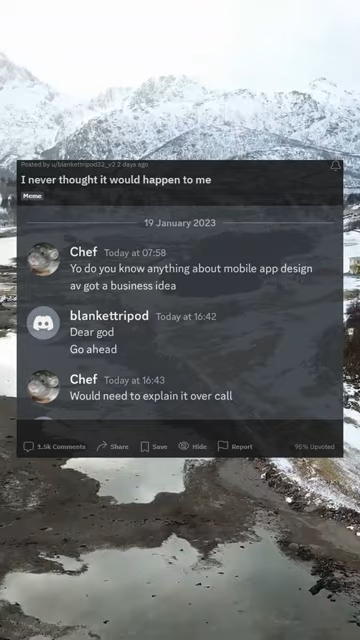 Posted by u/blankettripod32_v2 2 days ago
I never thought it would happen to me
Meme
19 January 2023
Chef Today at 07:58
Yo do you know anything about mobile app design
av got a business idea
blankettripod Today at 16:42
Dear god
Go ahead
Chef Today at 16:43
Would need to explain it over call
1.5k Comments Share Save Hide Report 95% Upvoted